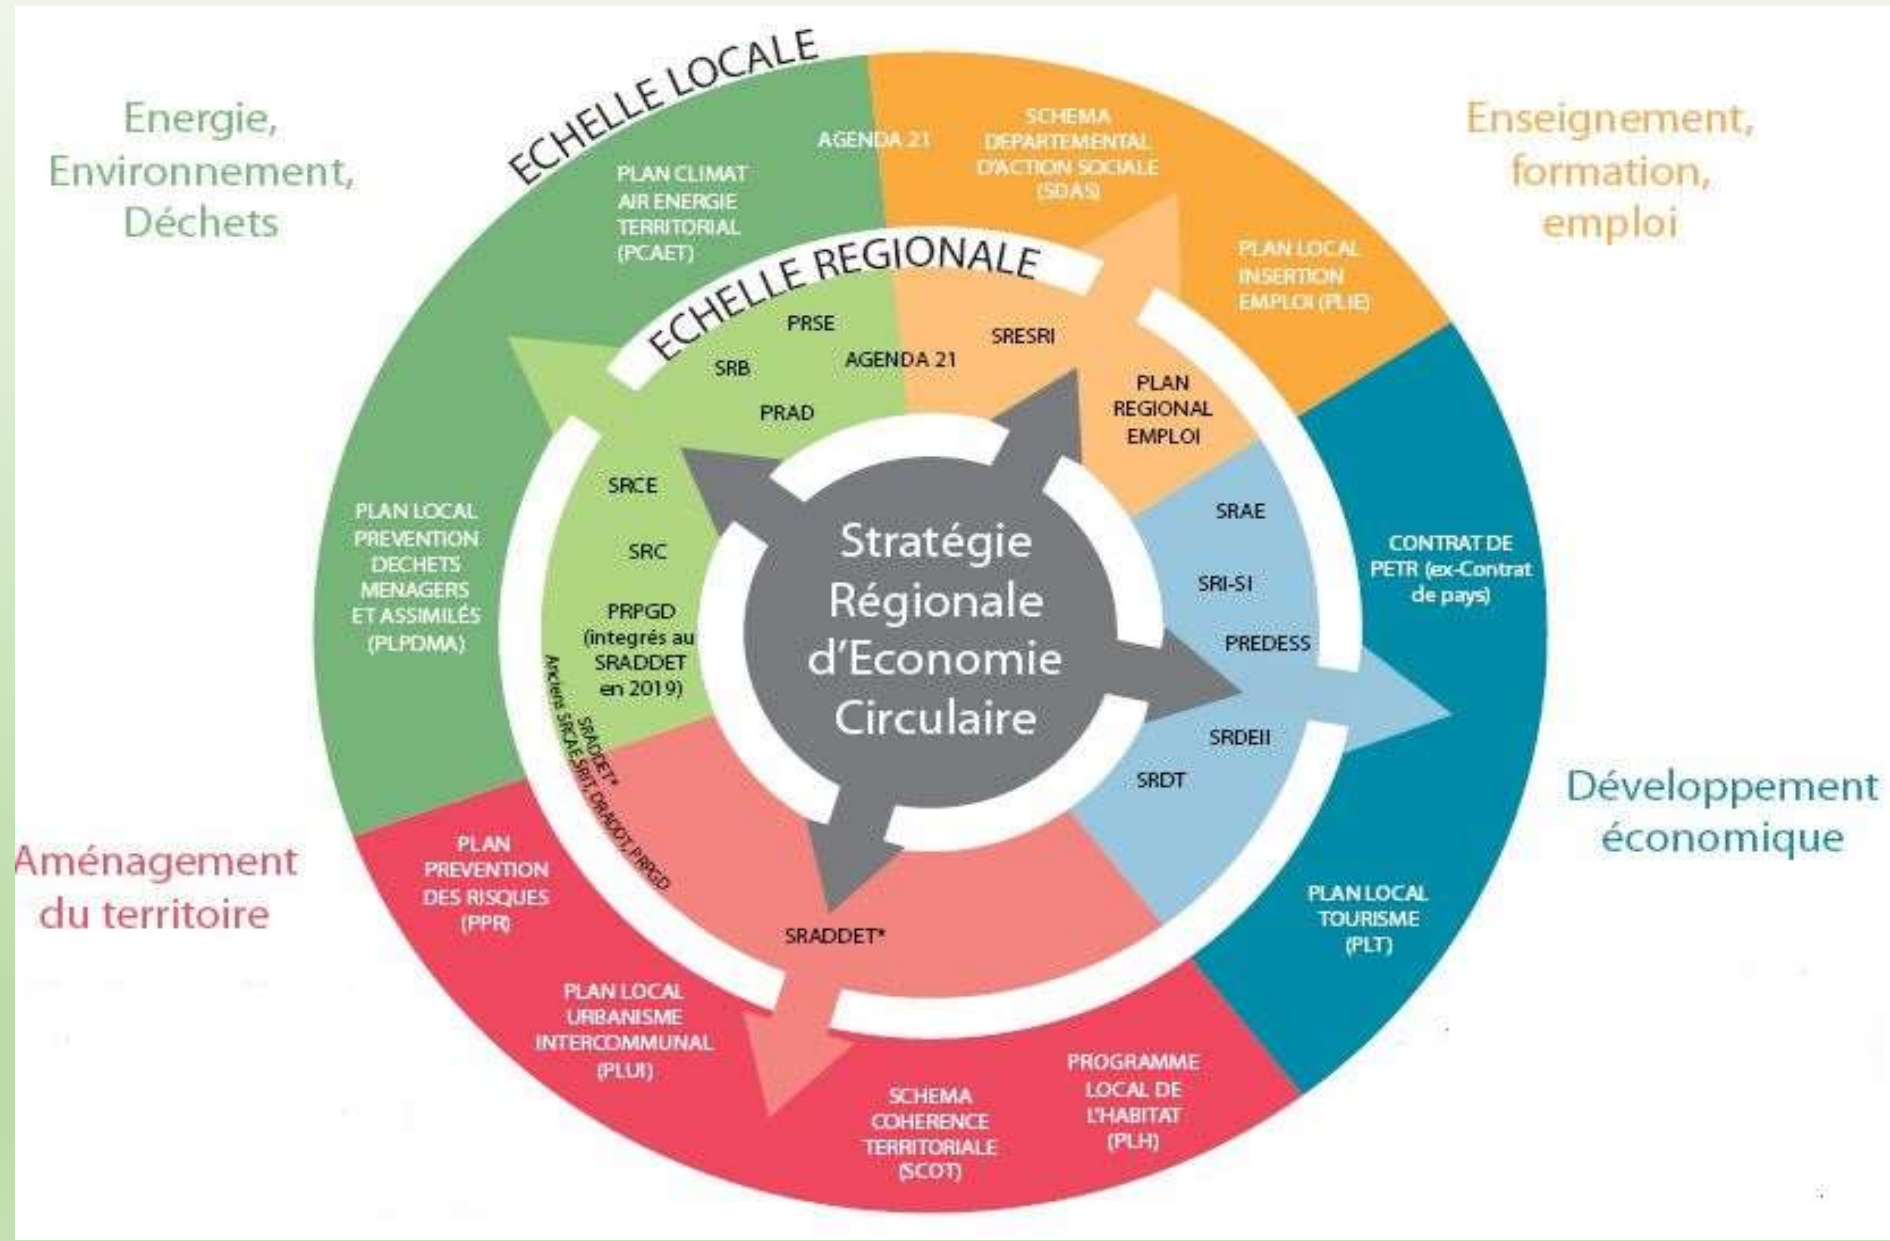 ECHELLE LOCALE
Energie,
Environnement,
Déchets
Enseignement,
formation,
emploi
AGENDA 21
SCHEMA
DEPARTEMENTAL
D'ACTION SOCIALE
(SDAS)
PLAN CLIMAT
AIR ENERGIE
TERRITORIAL
(PCAET)
PLAN LOCAL
INSERTION
EMPLOI (PLIE)
ECHELLE REGIONALE
PRSE
SRB
AGENDA 21
PRAD
SRESRI
PLAN
REGIONAL
EMPLOI
SRCE
SRC
PRPGD
(integrés au
SRADDET
en 2019)
SRADDET*
Anciens SRCAE,SRIT, DRADDT, PRPGD
PLAN LOCAL
PREVENTION
DECHETS
MENAGERS
ET ASSIMILÉS
(PLPDMA)
Stratégie
Régionale
d'Economie
Circulaire
SRAE
SRI-SI
PREDESS
SRDEII
SRDT
CONTRAT DE
PETR (ex-Contrat
de pays)
Développement
économique
PLAN LOCAL
TOURISME
(PLT)
Aménagement
du territoire
PLAN
PREVENTION
DES RISQUES
(PPR)
SRADDET*
PLAN LOCAL
URBANISME
INTERCOMMUNAL
(PLUI)
SCHEMA
COHERENCE
TERRITORIALE
(SCOT)
PROGRAMME
LOCAL DE
L'HABITAT
(PLH)